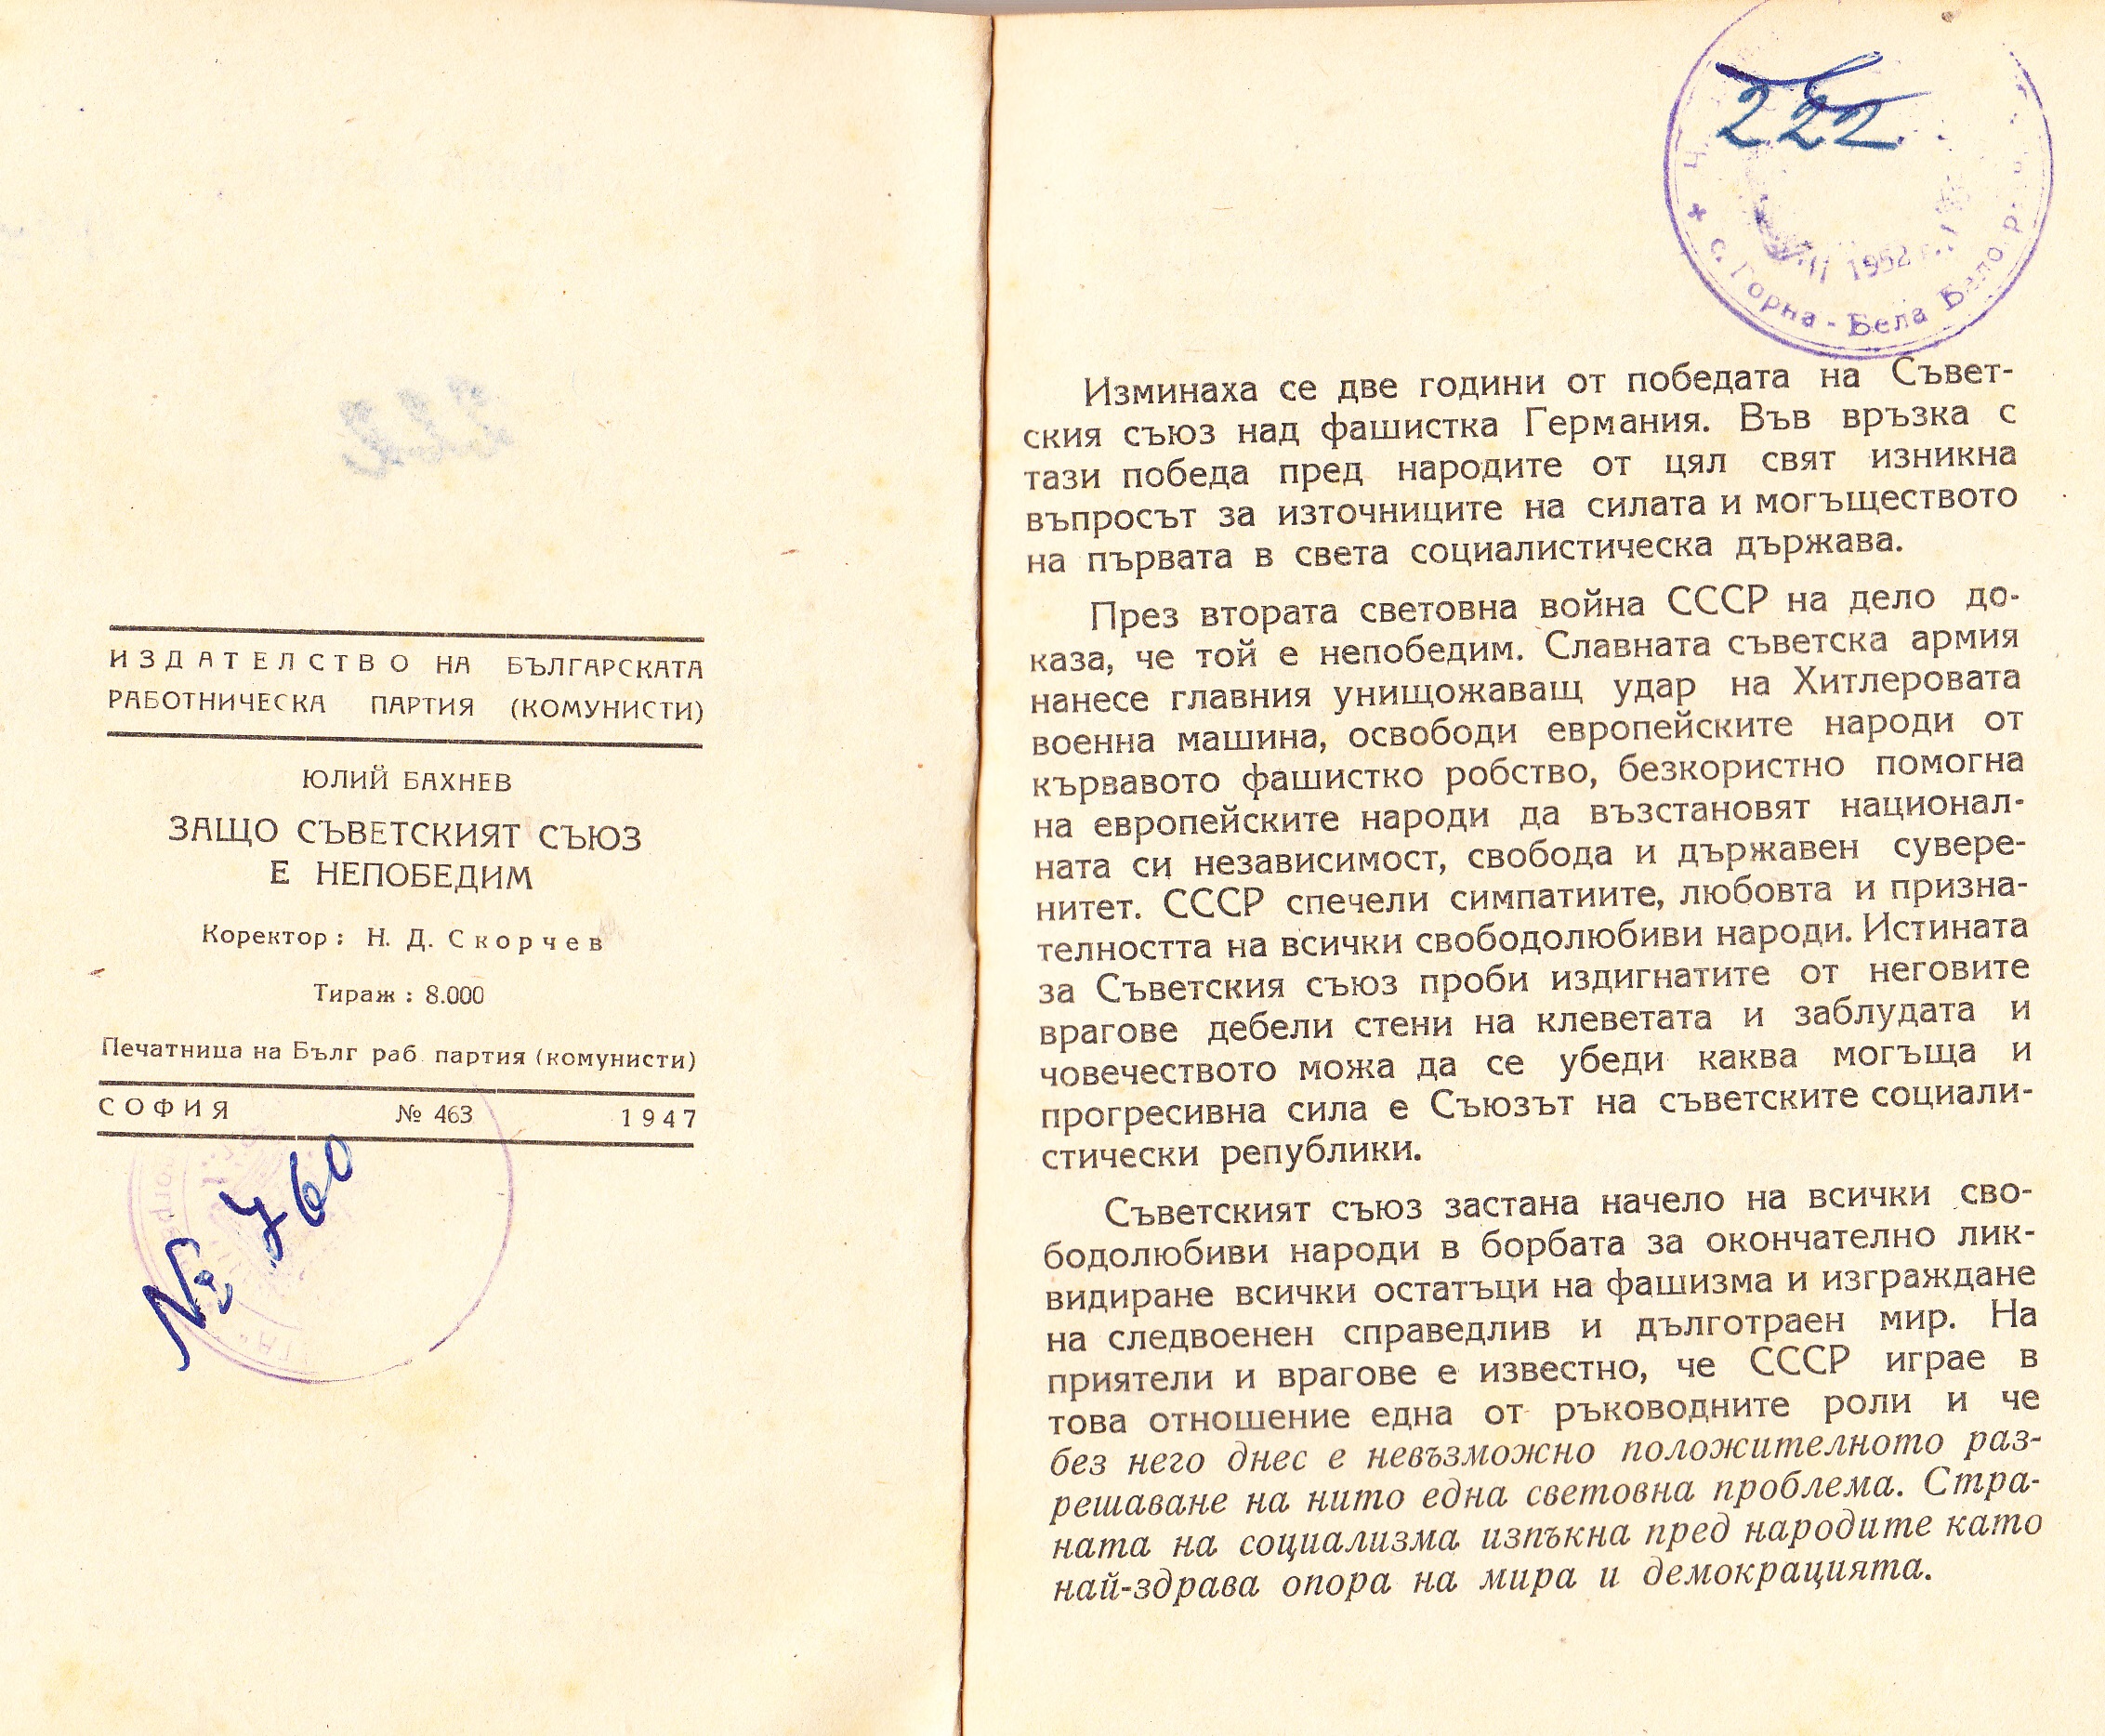 ИЗДАТЕЛСТВО НА БЪЛГАРСКАТА
РАБОТНИЧЕСКА ПАРТИЯ (КОМУНИСТИ)
ЮЛИЙ БАХНЕВ
ЗАЩО СЪВЕТСКИЯТ СЪЮЗ
Е НЕПОБЕДИМ
Коректор: Н. Д. Скорчев
Тираж: 8.000
Печатница на Бълг раб. партия (комунисти)
СОФИЯ № 463 1947
№ 760
222
1952
с. Горна-Бела
Изминаха се две години от победата на Съвет-
ския съюз над фашистка Германия. Във връзка с
тази победа пред народите от цял свят изникна
въпросът за източниците на силата и могъществото
на първата в света социалистическа държава.
През втората световна война СССР на дело до-
каза, че той е непобедим. Славната съветска армия
нанесе главния унищожаващ удар на Хитлеровата
военна машина, освободи европейските народи от
кървавото фашистко робство, безкористно помогна
на европейските народи да възстановят национал-
ната си независимост, свобода и държавен сувере-
нитет. СССР спечели симпатиите, любовта и призна-
телността на всички свободолюбиви народи. Истината
за Съветския съюз проби издигнатите от неговите
врагове дебели стени на клеветата и заблудата и
човечеството можа да се убеди каква могъща и
прогресивна сила е Съюзът на съветските социали-
стически републики.
Съветският съюз застана начело на всички сво-
бодолюбиви народи в борбата за окончателно лик-
видиране всички остатъци на фашизма и изграждане
на следвоенен справедлив и дълготраен мир. На
приятели и врагове е известно, че СССР играе в
това отношение една от ръководните роли и че
без него днес е невъзможно положителното раз-
решаване на нито една световна проблема. Стра-
ната на социализма изпъкна пред народите като
най-здрава опора на мира и демокрацията.